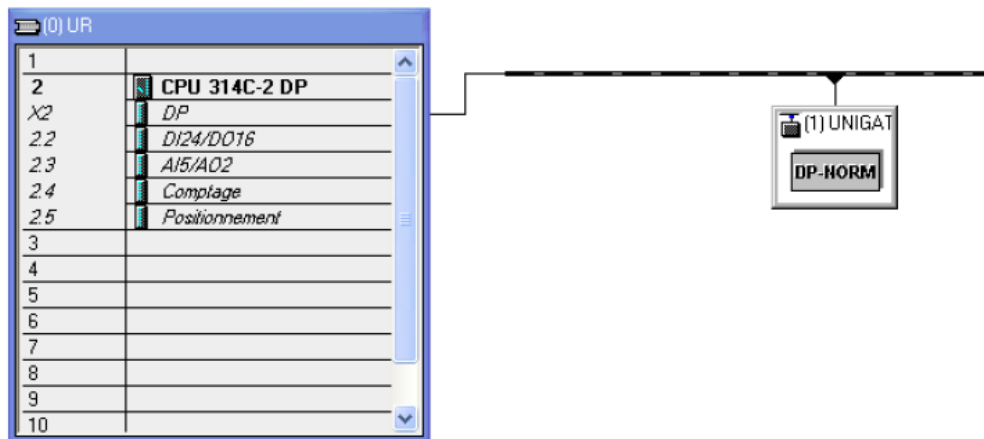 (0) UR
1
2 CPU 314C-2 DP
X2 DP
2.2 DI24/DO16
2.3 AI5/AO2
2.4 Comptage
2.5 Positionnement
3
4
5
6
7
8
9
10
(1) UNIGAT
DP-NORM